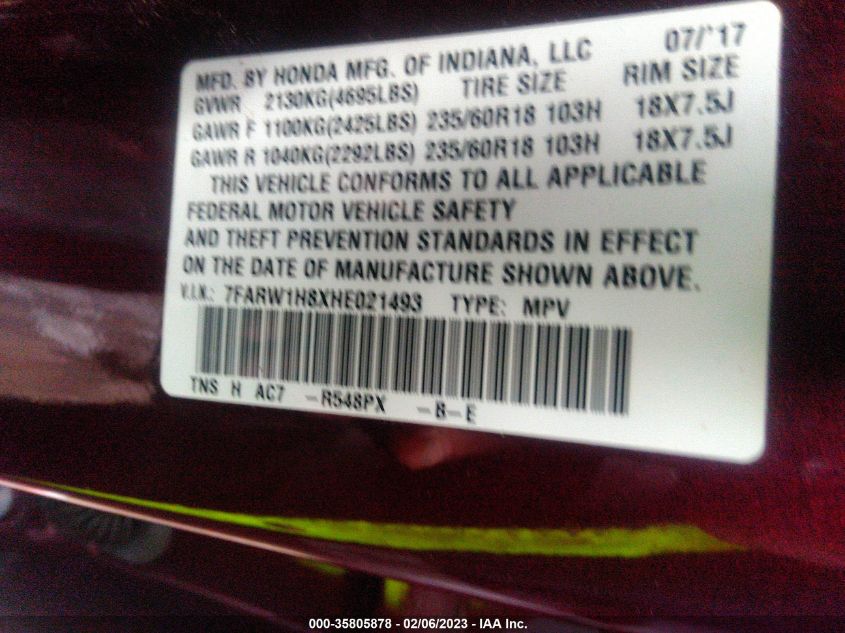 MFD. BY HONDA MFG. OF INDIANA, LLC 07/'17
GVWR 2130KG(4695LBS) TIRE SIZE RIM SIZE
GAWR F 1100KG(2425LBS) 235/60R18 103H 18X7.5J
GAWR R 1040KG(2292LBS) 235/60R18 103H 18X7.5J
THIS VEHICLE CONFORMS TO ALL APPLICABLE
FEDERAL MOTOR VEHICLE SAFETY
AND THEFT PREVENTION STANDARDS IN EFFECT
ON THE DATE OF MANUFACTURE SHOWN ABOVE.
V.I.N.: 7FARW1H8XHE021493 TYPE: MPV
TNS H AC7 -R548PX -B-E
000-35805878 - 02/06/2023 - IAA Inc.